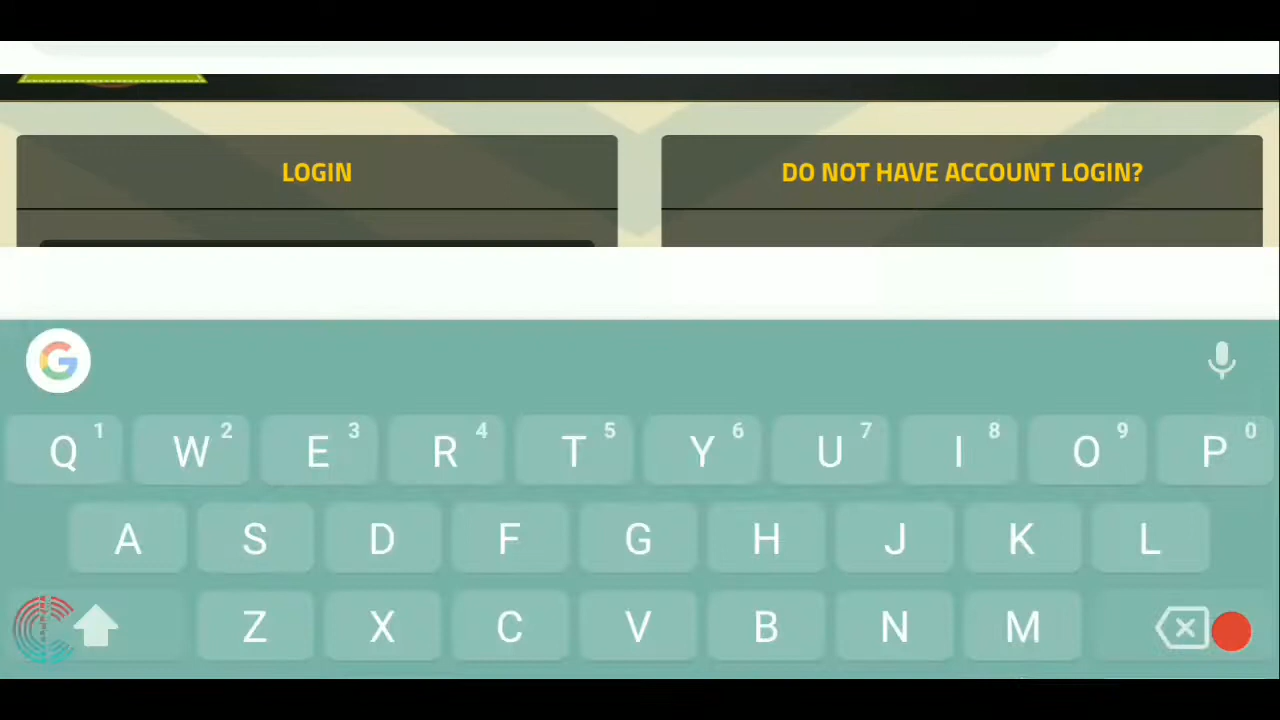 LOGIN
DO NOT HAVE ACCOUNT LOGIN?
G
Q 1 W 2 E 3 R 4 T 5 Y 6 U 7 I 8 O 9 P 0
A S D F G H J K L
Z X C V B N M